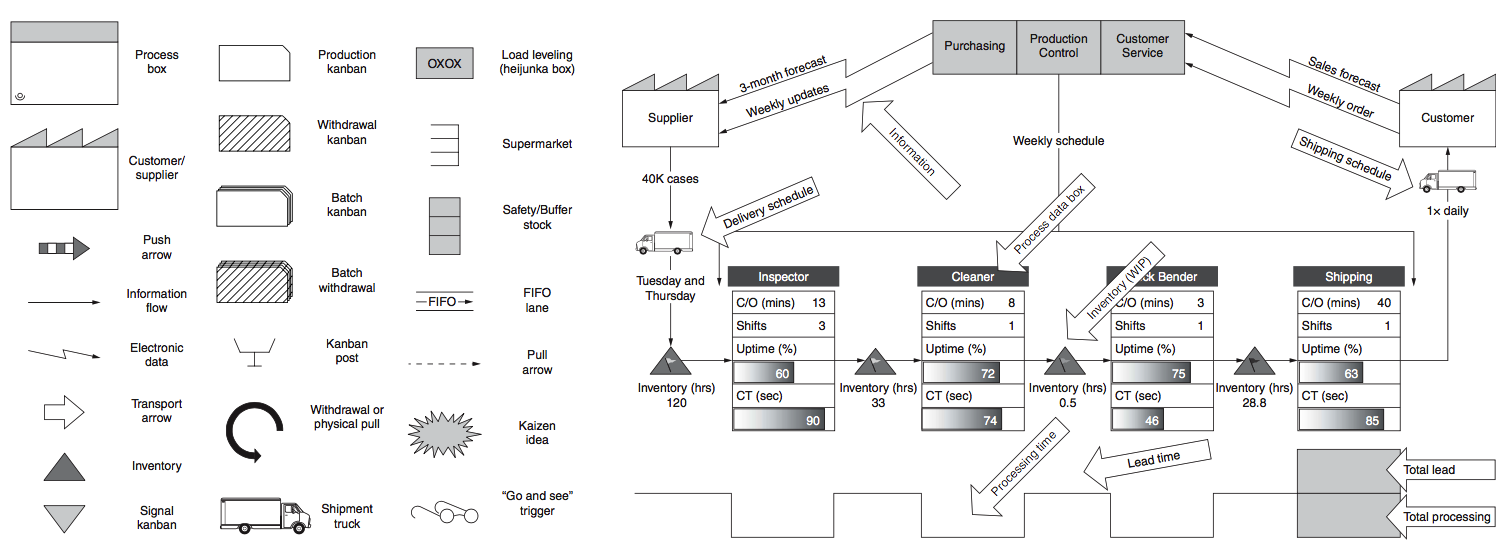 Process
box
Production
kanban
OXOX
Load leveling
(heijunka box)
Customer/
supplier
Withdrawal
kanban
Supermarket
Batch
kanban
Safety/Buffer
stock
Push
arrow
Information
flow
Batch
withdrawal
FIFO
FIFO
lane
Electronic
data
Kanban
post
Pull
arrow
Transport
arrow
Withdrawal or
physical pull
Kaizen
idea
Inventory
Signal
kanban
Shipment
truck
“Go and see”
trigger
Purchasing
Production
Control
Customer
Service
3-month forecast
Weekly updates
Sales forecast
Weekly order
Supplier
Customer
Information
Weekly schedule
Shipping schedule
40K cases
Delivery schedule
Process data box
1× daily
Tuesday and
Thursday
Inventory (WIP)
Inspector
C/O (mins) 13
Shifts 3
Uptime (%)
60
CT (sec)
90
Cleaner
C/O (mins) 8
Shifts 1
Uptime (%)
72
CT (sec)
74
k Bender
C/O (mins) 3
Shifts 1
Uptime (%)
75
CT (sec)
46
Shipping
C/O (mins) 40
Shifts 1
Uptime (%)
63
CT (sec)
85
Inventory (hrs)
120
Inventory (hrs)
33
Inventory (hrs)
0.5
Inventory (hrs)
28.8
Processing time
Lead time
Total lead
Total processing